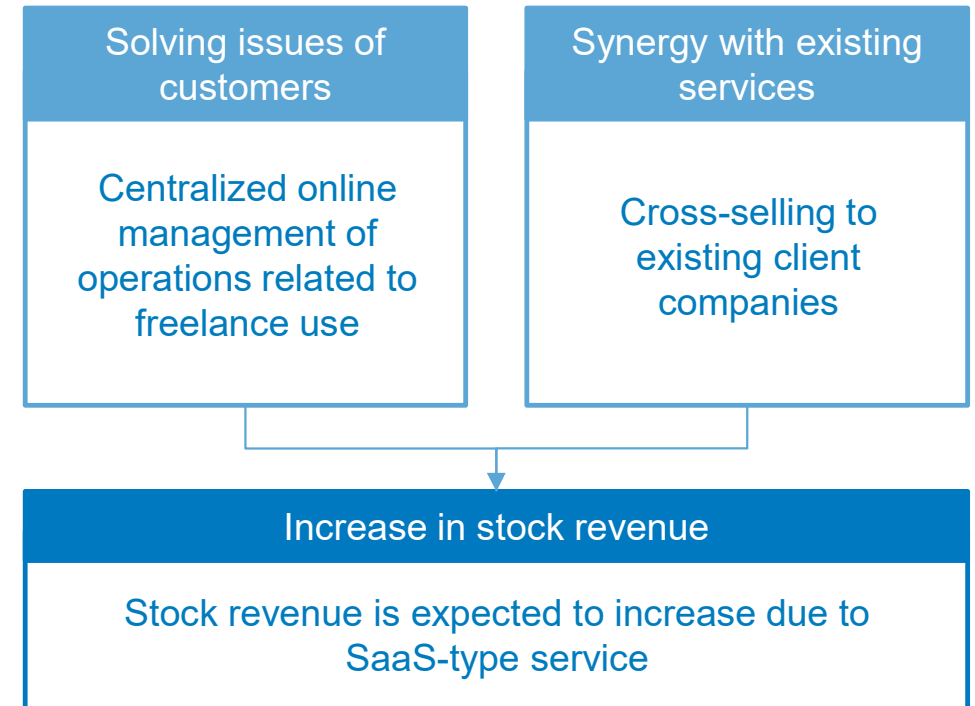 Solving issues of
customers
Centralized online
management of
operations related to
freelance use
Synergy with existing
services
Cross-selling to
existing client
companies
Increase in stock revenue
Stock revenue is expected to increase due to
SaaS-type service